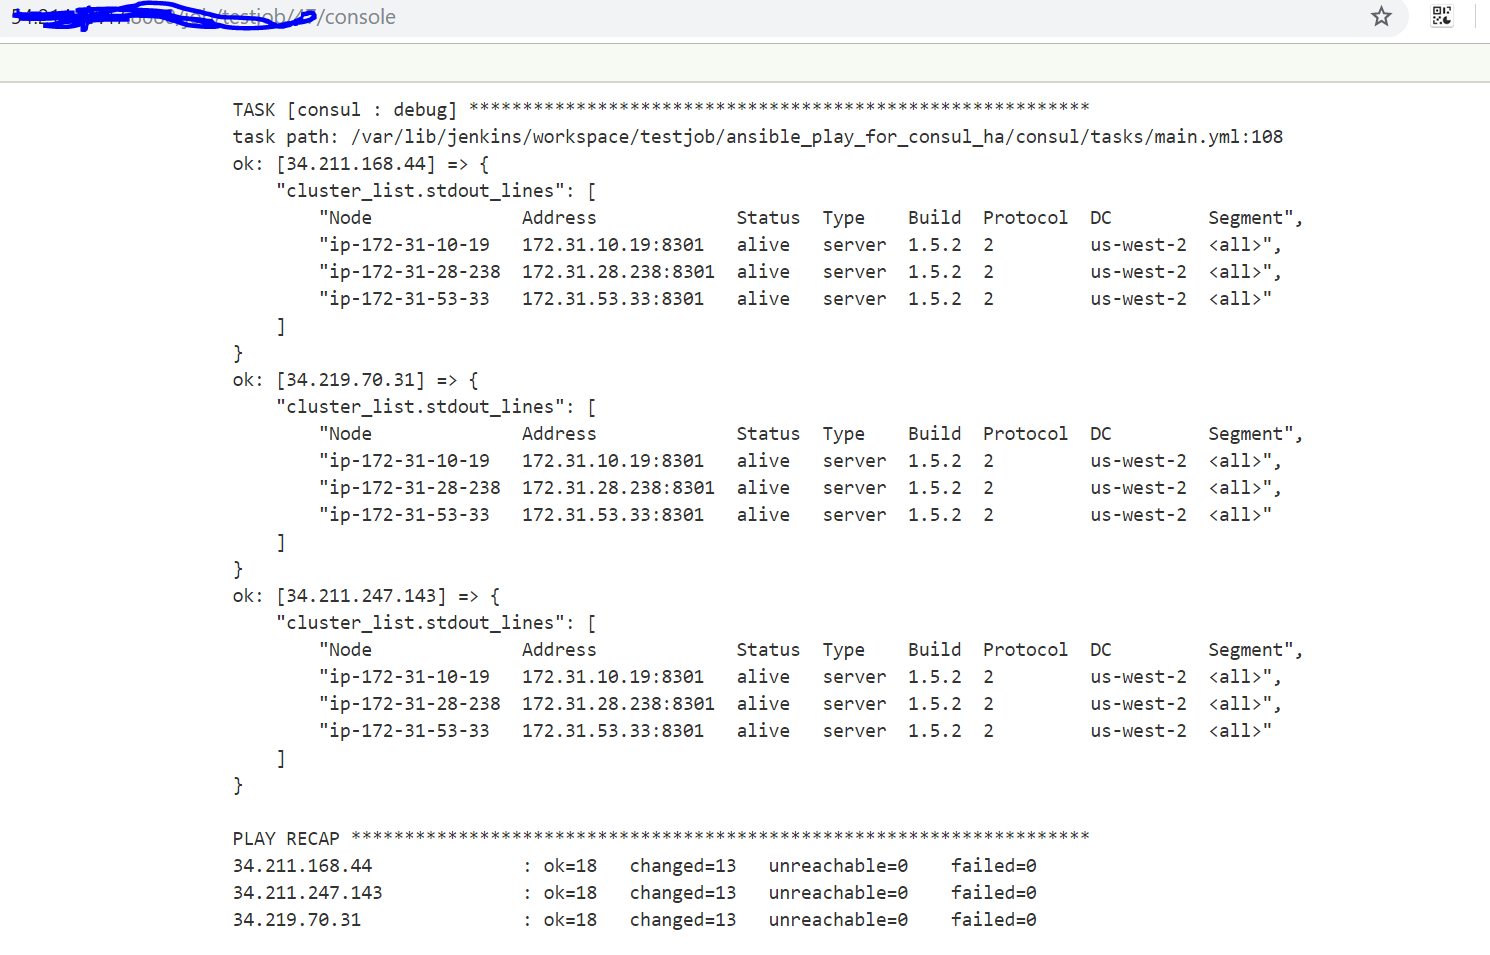 /testjob/47/console
TASK [consul : debug] **********************************************************
task path: /var/lib/jenkins/workspace/testjob/ansible_play_for_consul_ha/consul/tasks/main.yml:108
ok: [34.211.168.44] => {
    "cluster_list.stdout_lines": [
        "Node              Address             Status  Type    Build  Protocol  DC         Segment",
        "ip-172-31-10-19   172.31.10.19:8301   alive   server  1.5.2  2         us-west-2  <all>",
        "ip-172-31-28-238  172.31.28.238:8301  alive   server  1.5.2  2         us-west-2  <all>",
        "ip-172-31-53-33   172.31.53.33:8301   alive   server  1.5.2  2         us-west-2  <all>"
    ]
}
ok: [34.219.70.31] => {
    "cluster_list.stdout_lines": [
        "Node              Address             Status  Type    Build  Protocol  DC         Segment",
        "ip-172-31-10-19   172.31.10.19:8301   alive   server  1.5.2  2         us-west-2  <all>",
        "ip-172-31-28-238  172.31.28.238:8301  alive   server  1.5.2  2         us-west-2  <all>",
        "ip-172-31-53-33   172.31.53.33:8301   alive   server  1.5.2  2         us-west-2  <all>"
    ]
}
ok: [34.211.247.143] => {
    "cluster_list.stdout_lines": [
        "Node              Address             Status  Type    Build  Protocol  DC         Segment",
        "ip-172-31-10-19   172.31.10.19:8301   alive   server  1.5.2  2         us-west-2  <all>",
        "ip-172-31-28-238  172.31.28.238:8301  alive   server  1.5.2  2         us-west-2  <all>",
        "ip-172-31-53-33   172.31.53.33:8301   alive   server  1.5.2  2         us-west-2  <all>"
    ]
}
PLAY RECAP *********************************************************************
34.211.168.44              : ok=18   changed=13   unreachable=0    failed=0
34.211.247.143             : ok=18   changed=13   unreachable=0    failed=0
34.219.70.31               : ok=18   changed=13   unreachable=0    failed=0